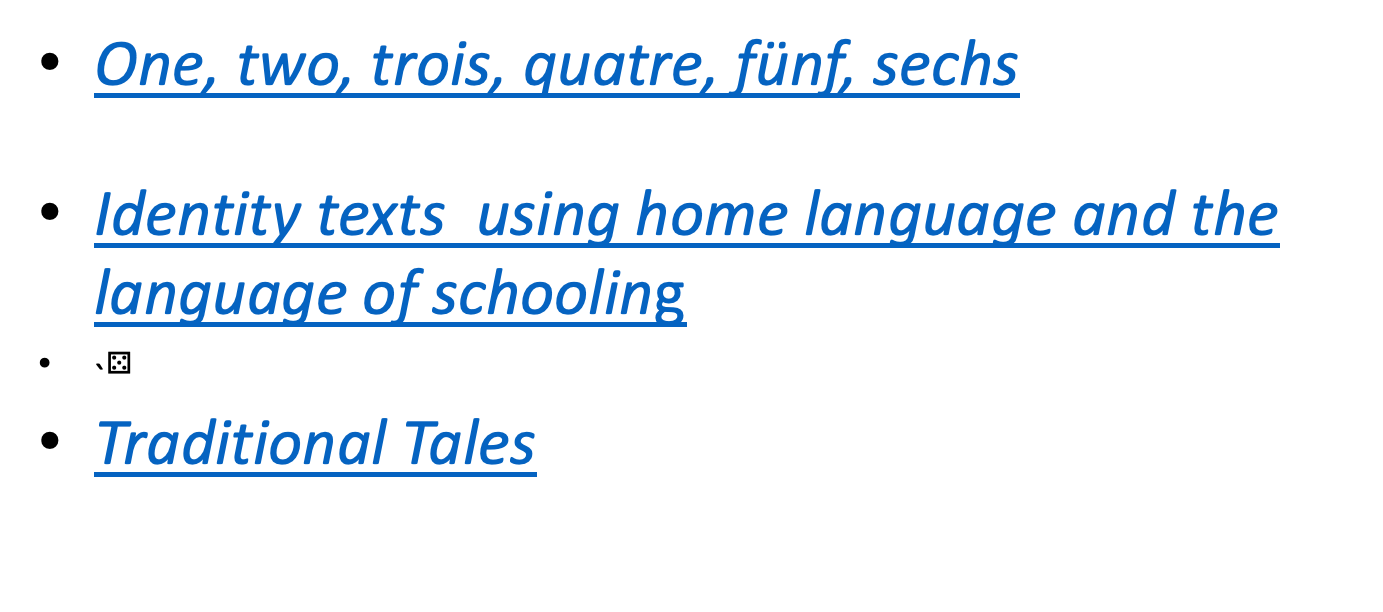 • One, two, trois, quatre, fünf, sechs
• Identity texts  using home language and the
language of schooling
• 、⚄
• Traditional Tales